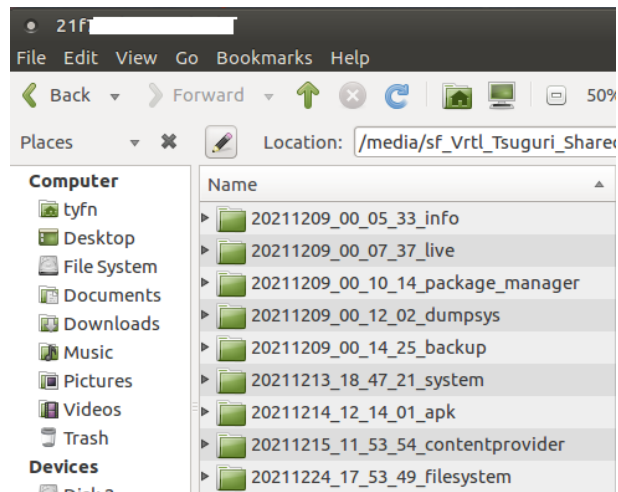 21f
File Edit View Go Bookmarks Help
Back Forward 50%
Places Location: /media/sf_Vrtl_Tsuguri_Shared
Computer
tyfn
Desktop
File System
Documents
Downloads
Music
Pictures
Videos
Trash
Devices
Name
20211209_00_05_33_info
20211209_00_07_37_live
20211209_00_10_14_package_manager
20211209_00_12_02_dumpsys
20211209_00_14_25_backup
20211213_18_47_21_system
20211214_12_14_01_apk
20211215_11_53_54_contentprovider
20211224_17_53_49_filesystem